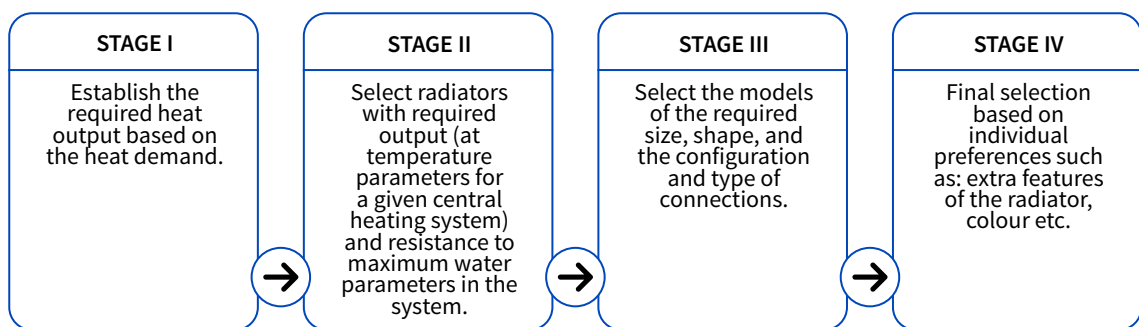 STAGE I
Establish the
required heat
output based on
the heat demand.
STAGE II
Select radiators
with required
output (at
temperature
parameters for
a given central
heating system)
and resistance to
maximum water
parameters in the
system.
STAGE III
Select the models
of the required
size, shape, and
the configuration
and type of
connections.
STAGE IV
Final selection
based on
individual
preferences such
as: extra features
of the radiator,
colour etc.